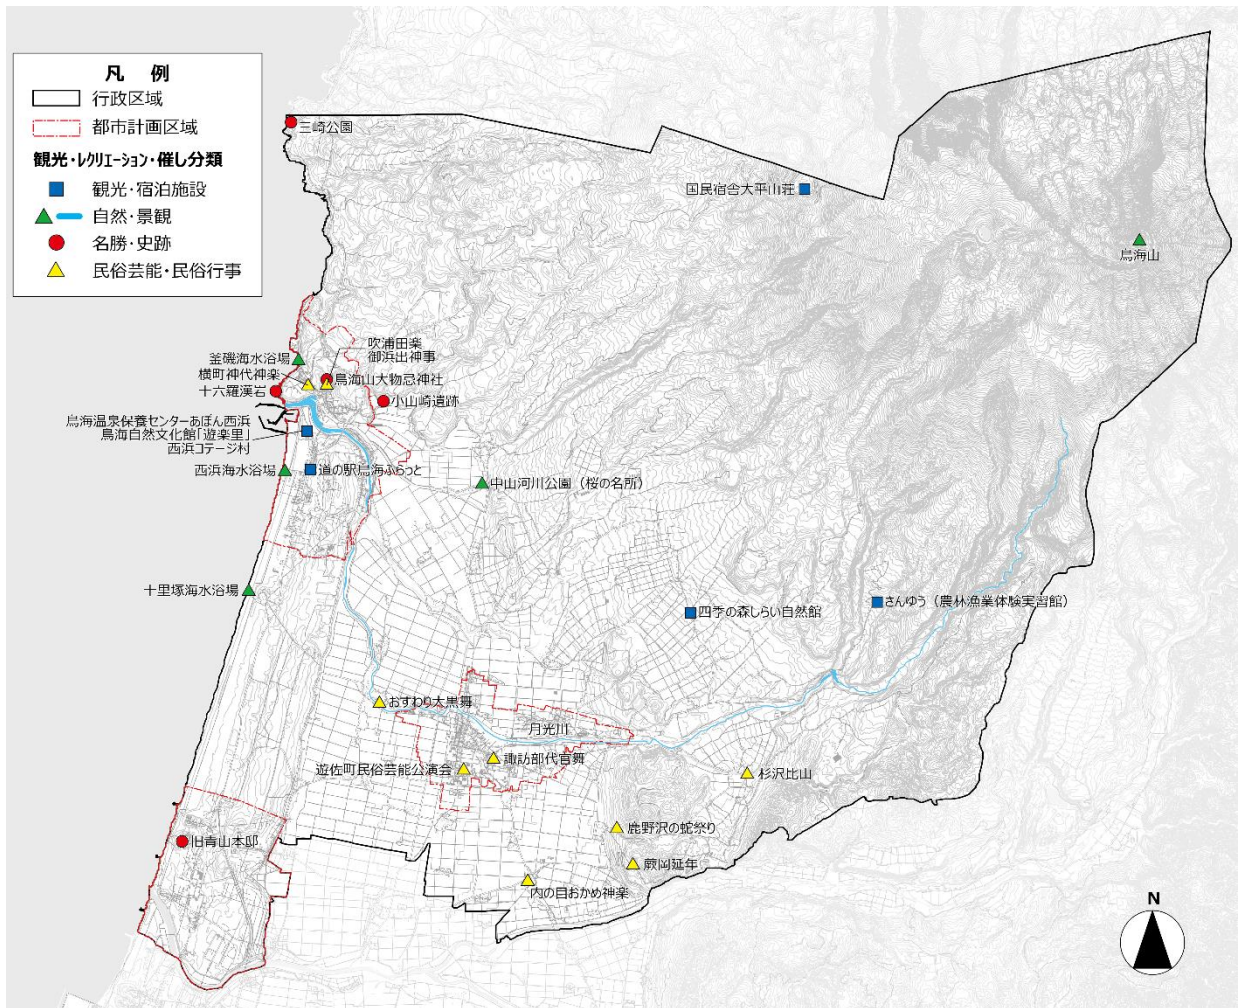 凡 例
行政区域
都市計画区域
観光・レクリエーション・催し分類
観光・宿泊施設
自然・景観
名勝・史跡
民俗芸能・民俗行事
三崎公園
国民宿舎大平山荘
鳥海山
吹浦田楽
御浜出神事
釜磯海水浴場
横町神代神楽
鳥海山大物忌神社
十六羅漢岩
小山崎遺跡
鳥海温泉保養センターあぽん西浜
鳥海自然文化館「遊楽里」
西浜コテージ村
西浜海水浴場
道の駅鳥海ふらっと
中山河川公園（桜の名所）
十里塚海水浴場
四季の森しらい自然館
さんゆう（農林漁業体験実習館）
おすわり大黒舞
月光川
諏訪部代官舞
遊佐町民俗芸能公演会
杉沢比山
鹿野沢の蛇祭り
旧青山本邸
蕨岡延年
内の目おかめ神楽
N